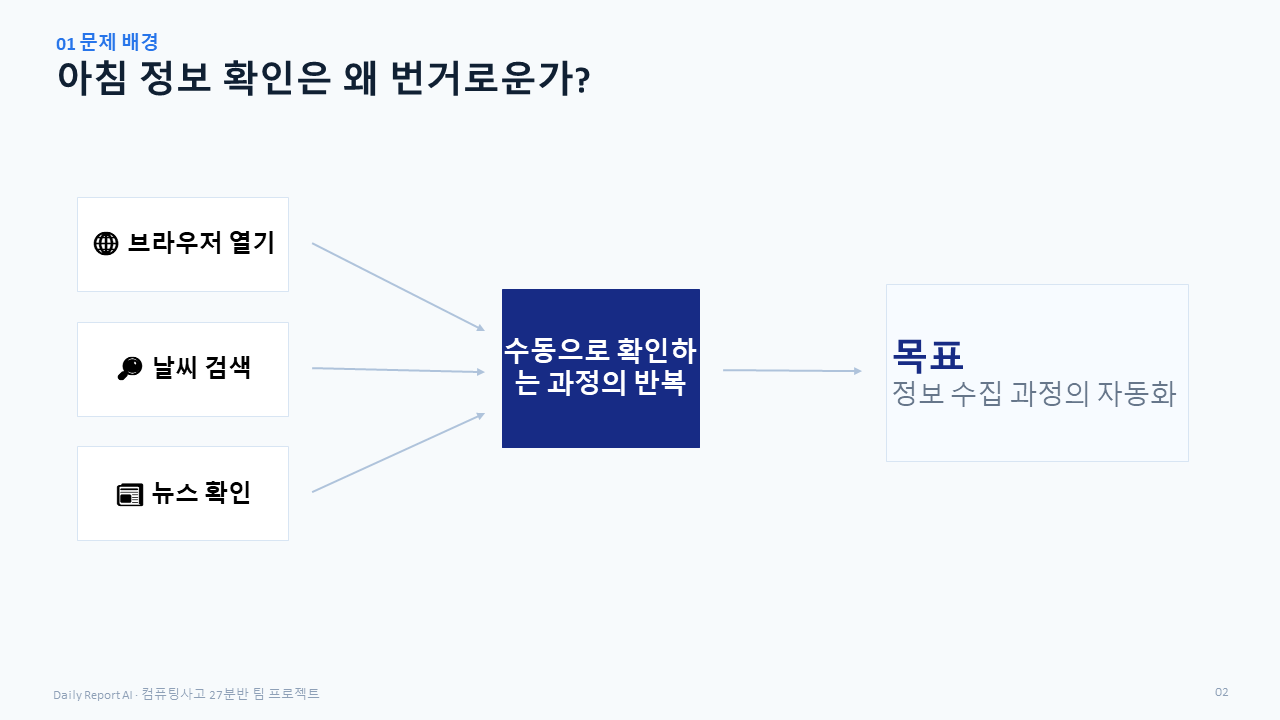 01 문제 배경
아침 정보 확인은 왜 번거로운가?
브라우저 열기
날씨 검색
뉴스 확인
수동으로 확인하
는 과정의 반복
목표
정보 수집 과정의 자동화
Daily Report AI · 컴퓨팅사고 27분반 팀 프로젝트
02